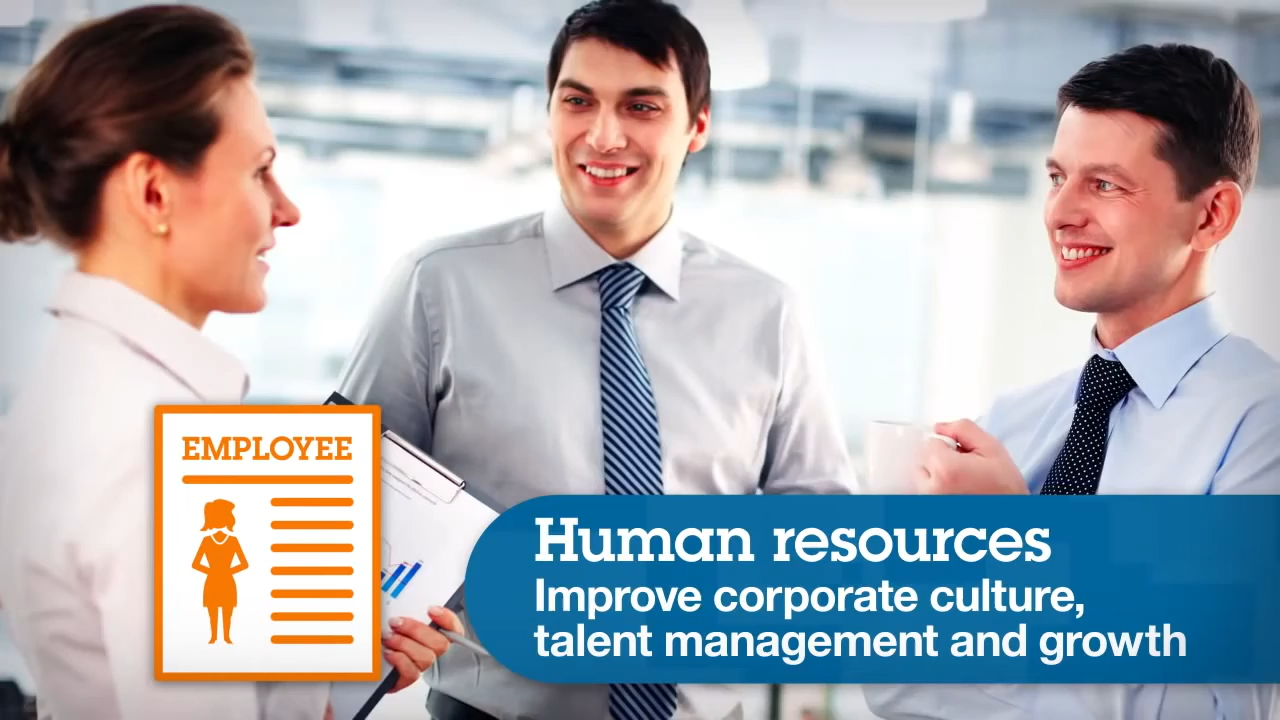 EMPLOYEE
Human resources
Improve corporate culture,
talent management and growth